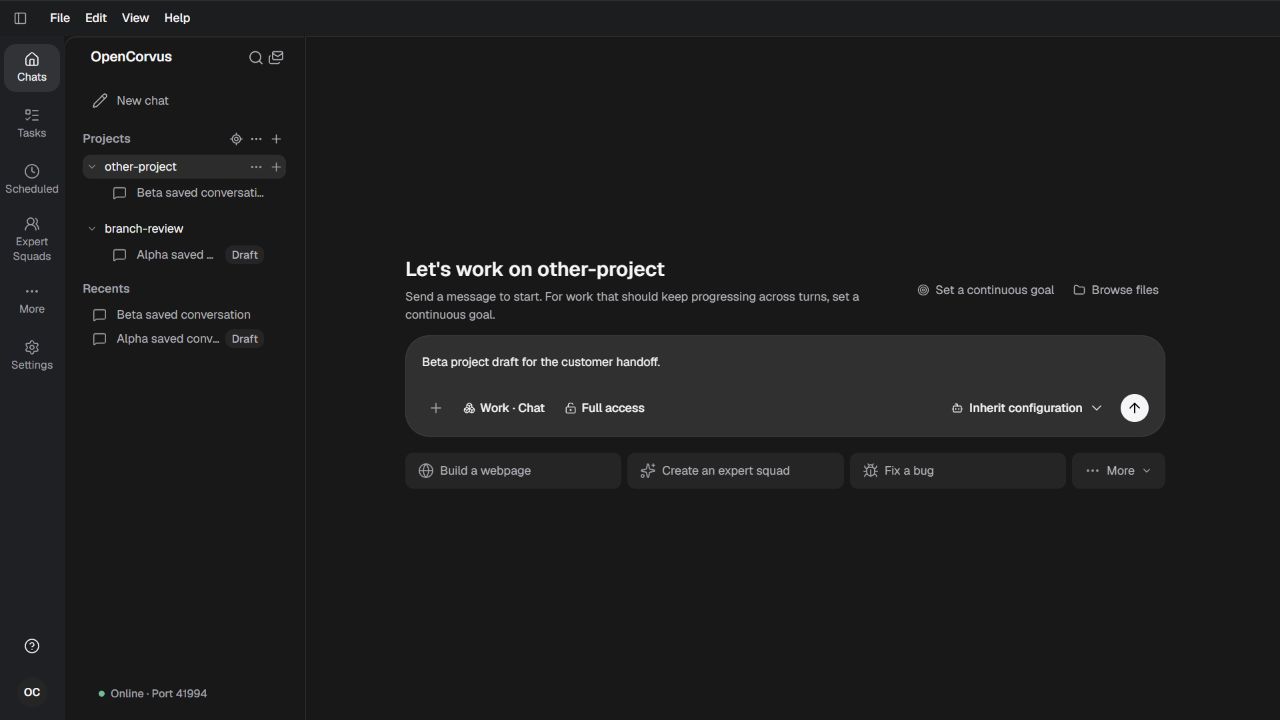 File Edit View Help
OpenCorvus
Chats
New chat
Tasks
Projects
other-project
Scheduled
Beta saved conversati...
Expert
Squads
branch-review
Alpha saved ... Draft
Recents
More
Beta saved conversation
Alpha saved conv... Draft
Settings
Let's work on other-project
Send a message to start. For work that should keep progressing across turns, set a
continuous goal.
Set a continuous goal Browse files
Beta project draft for the customer handoff.
Work · Chat Full access Inherit configuration
Build a webpage Create an expert squad Fix a bug ··· More
OC
Online · Port 41994